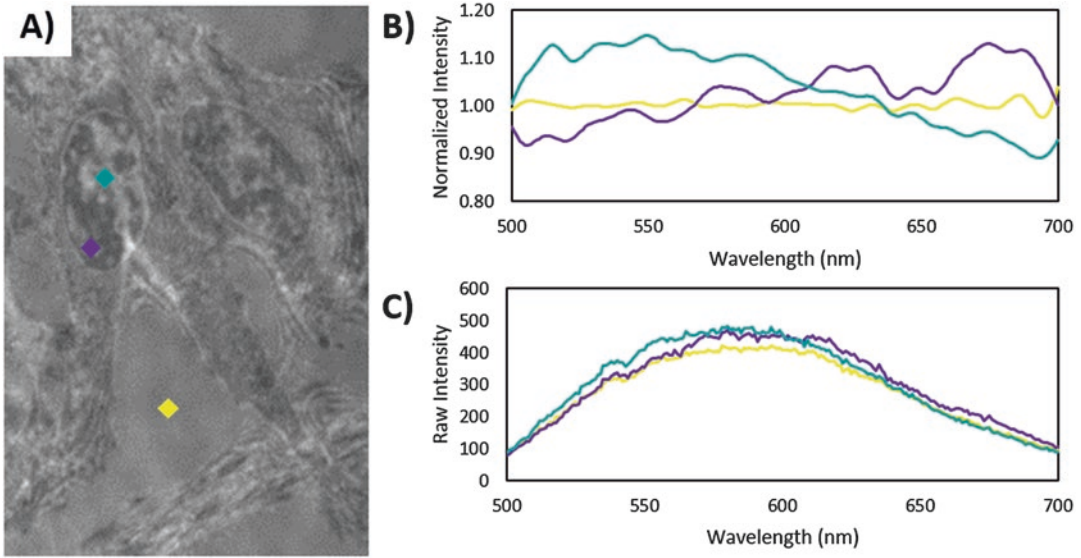 A)
B)
Normalized Intensity
1.20
1.10
1.00
0.90
0.80
500 550 600 650 700
Wavelength (nm)
C)
Raw Intensity
600
500
400
300
200
100
0
500 550 600 650 700
Wavelength (nm)